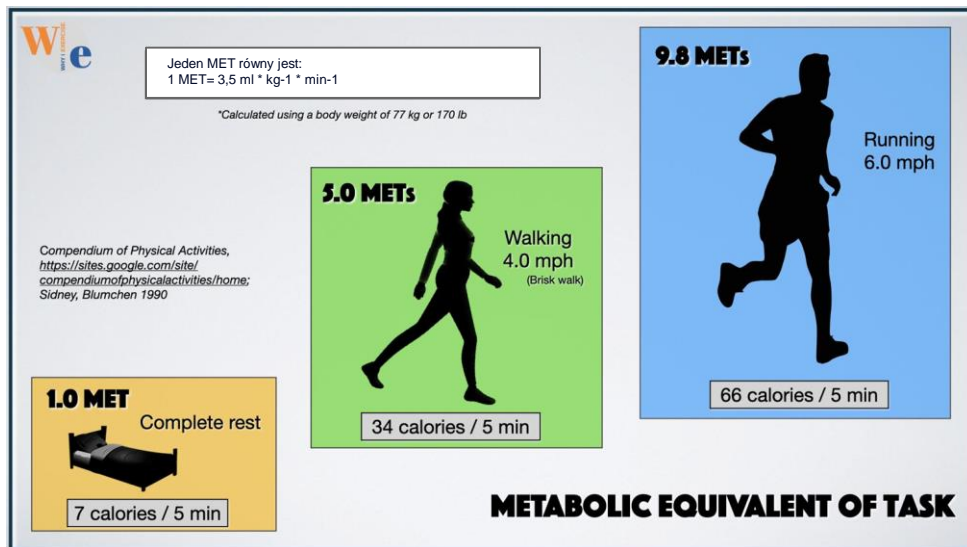 We
WHY I EXERCISE
Jeden MET równy jest:
1 MET= 3,5 ml * kg-1 * min-1
*Calculated using a body weight of 77 kg or 170 lb
9.8 METs
Running
6.0 mph
66 calories / 5 min
5.0 METs
Walking
4.0 mph
(Brisk walk)
34 calories / 5 min
Compendium of Physical Activities,
https://sites.google.com/site/
compendiumofphysicalactivities/home;
Sidney, Blumchen 1990
1.0 MET
Complete rest
7 calories / 5 min
METABOLIC EQUIVALENT OF TASK